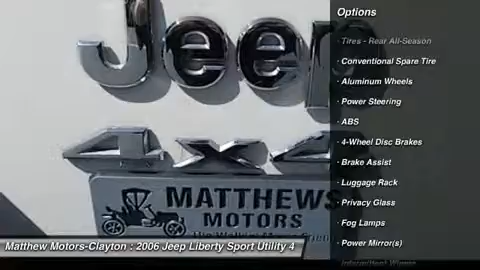 Jeep
4x4
MATTHEWS
MOTORS
Options
· Tires - Rear All-Season
· Conventional Spare Tire
· Aluminum Wheels
· Power Steering
· ABS
· 4-Wheel Disc Brakes
· Brake Assist
· Luggage Rack
· Privacy Glass
· Fog Lamps
· Power Mirror(s)
· Intermittent Wipers
Matthew Motors-Clayton : 2006 Jeep Liberty Sport Utility 4